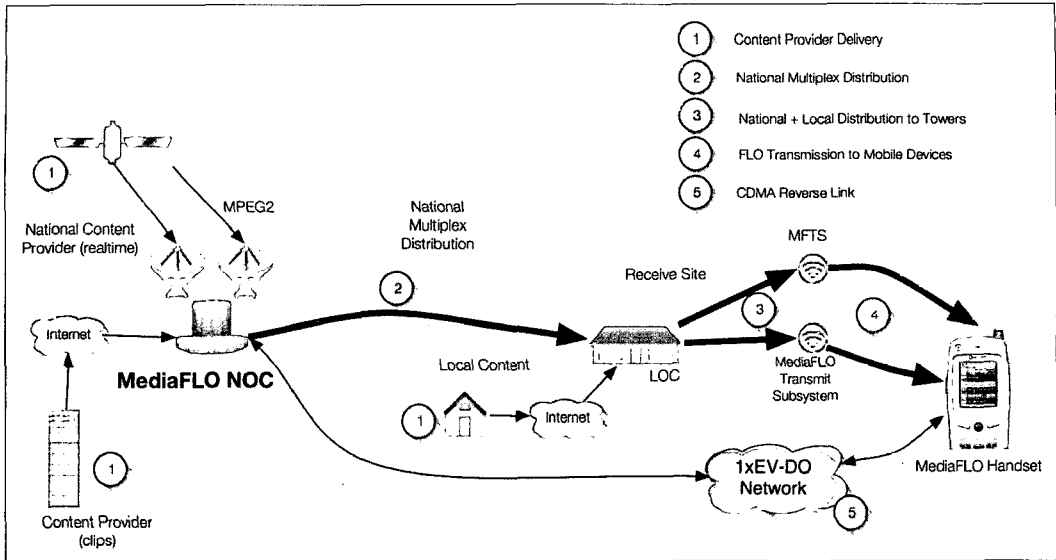 1 Content Provider Delivery
2 National Multiplex Distribution
3 National + Local Distribution to Towers
4 FLO Transmission to Mobile Devices
5 CDMA Reverse Link
1
MPEG2
National Content
Provider (realtime)
National
Multiplex
Distribution
2
Internet
MediaFLO NOC
1
Content Provider
(clips)
Local Content
1
Internet
Receive Site
LOC
3
MFTS
4
MediaFLO
Transmit
Subsystem
MediaFLO Handset
1xEV-DO
Network
5